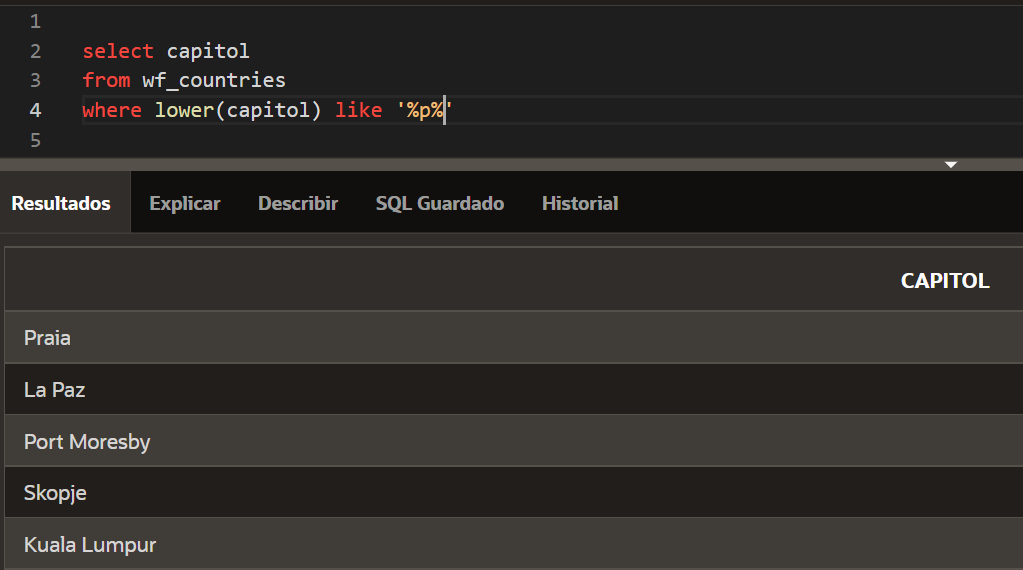 1
2 select capitol
3 from wf_countries
4 where lower(capitol) like '%p%'
5
Resultados Explicar Describir SQL Guardado Historial
CAPITOL
Praia
La Paz
Port Moresby
Skopje
Kuala Lumpur